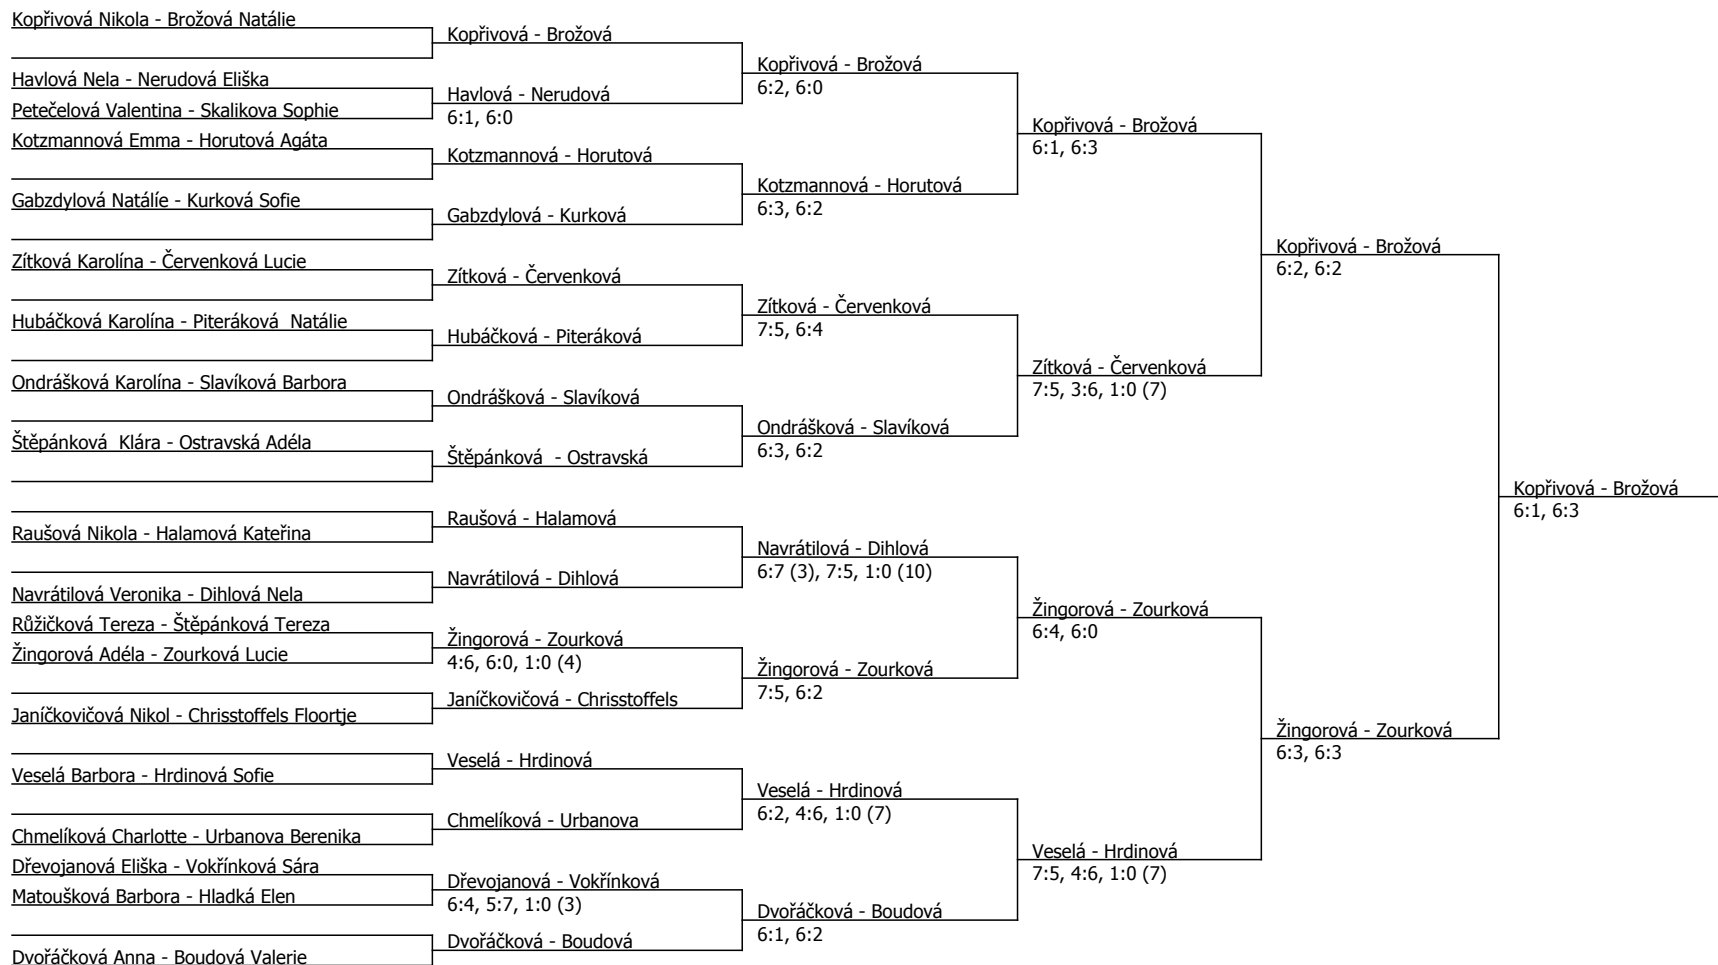 Kopřivová Nikola - Brožová Natálie
Havlová Nela - Nerudová Eliška
Petečelová Valentina - Skalikova Sophie
Kotzmannová Emma - Horutová Agáta
Gabzdylová Natálíe - Kurková Sofie
Zítková Karolína - Červenková Lucie
Hubáčková Karolína - Piteráková  Natálie
Ondrášková Karolína - Slavíková Barbora
Štěpánková  Klára - Ostravská Adéla
Raušová Nikola - Halamová Kateřina
Navrátilová Veronika - Dihlová Nela
Růžičková Tereza - Štěpánková Tereza
Žingorová Adéla - Zourková Lucie
Janíčkovičová Nikol - Chrisstoffels Floortje
Veselá Barbora - Hrdinová Sofie
Chmelíková Charlotte - Urbanova Berenika
Dřevojanová Eliška - Vokřínková Sára
Matoušková Barbora - Hladká Elen
Dvořáčková Anna - Boudová Valerie
Kopřivová - Brožová
Havlová - Nerudová
6:1, 6:0
Kotzmannová - Horutová
Gabzdylová - Kurková
Zítková - Červenková
Hubáčková - Piteráková
Ondrášková - Slavíková
Štěpánková  - Ostravská
Raušová - Halamová
Navrátilová - Dihlová
Žingorová - Zourková
4:6, 6:0, 1:0 (4)
Janíčkovičová - Chrisstoffels
Veselá - Hrdinová
Chmelíková - Urbanova
Dřevojanová - Vokřínková
6:4, 5:7, 1:0 (3)
Dvořáčková - Boudová
Kopřivová - Brožová
6:2, 6:0
Kotzmannová - Horutová
6:3, 6:2
Zítková - Červenková
7:5, 6:4
Ondrášková - Slavíková
6:3, 6:2
Navrátilová - Dihlová
6:7 (3), 7:5, 1:0 (10)
Žingorová - Zourková
7:5, 6:2
Veselá - Hrdinová
6:2, 4:6, 1:0 (7)
Dvořáčková - Boudová
6:1, 6:2
Kopřivová - Brožová
6:1, 6:3
Zítková - Červenková
7:5, 3:6, 1:0 (7)
Žingorová - Zourková
6:4, 6:0
Veselá - Hrdinová
7:5, 4:6, 1:0 (7)
Kopřivová - Brožová
6:2, 6:2
Žingorová - Zourková
6:3, 6:3
Kopřivová - Brožová
6:1, 6:3